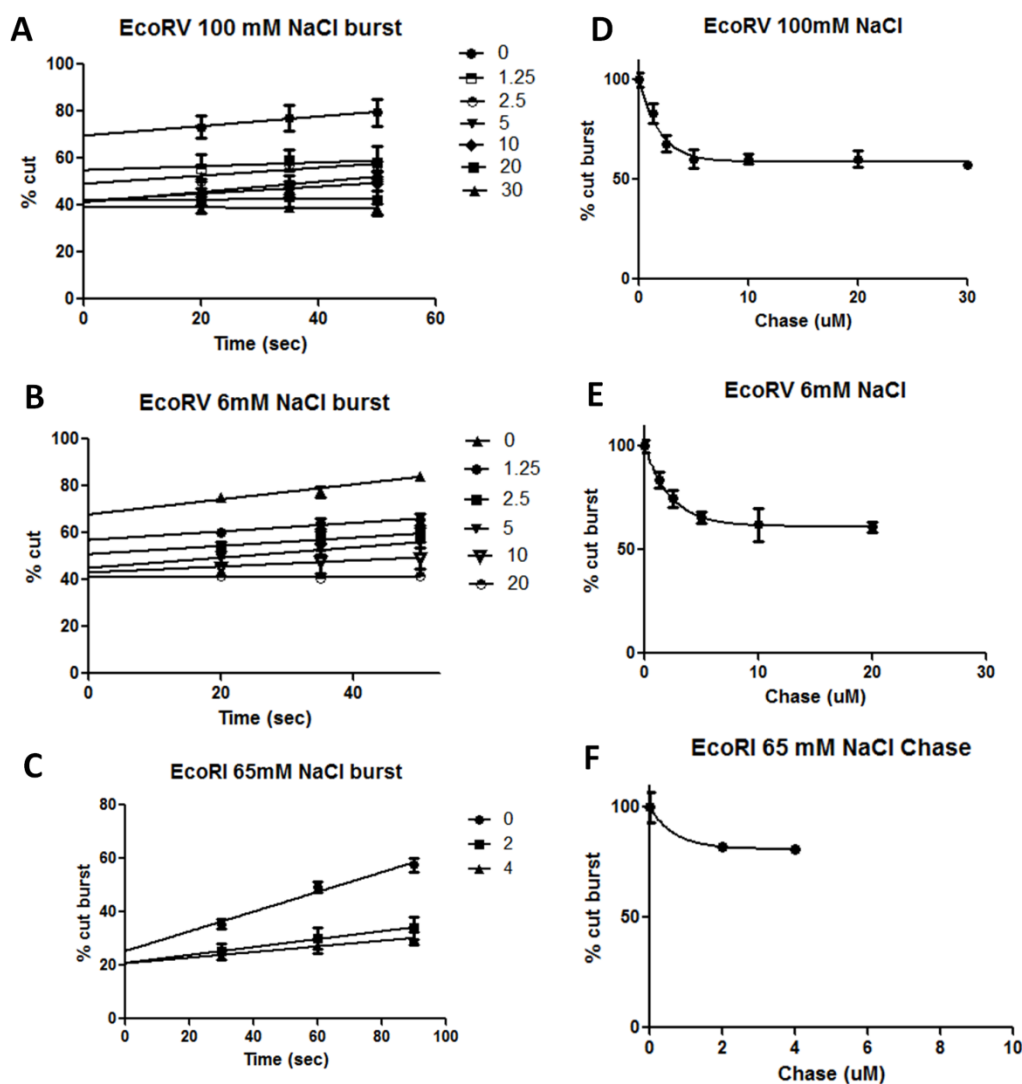 A
EcoRV 100 mM NaCl burst
% cut
100
80
60
40
20
0
0
20
40
60
Time (sec)
0
1.25
2.5
5
10
20
30
D
EcoRV 100mM NaCl
% cut burst
100
50
0
0
10
20
30
Chase (uM)
B
EcoRV 6mM NaCl burst
% cut
100
80
60
40
20
0
0
20
40
Time (sec)
0
1.25
2.5
5
10
20
E
EcoRV 6mM NaCl
% cut burst
100
50
0
0
10
20
30
Chase (uM)
C
EcoRI 65mM NaCl burst
% cut burst
80
60
40
20
0
0
20
40
60
80
100
Time (sec)
0
2
4
F
EcoRI 65 mM NaCl Chase
% cut burst
100
50
0
0
2
4
6
8
10
Chase (uM)